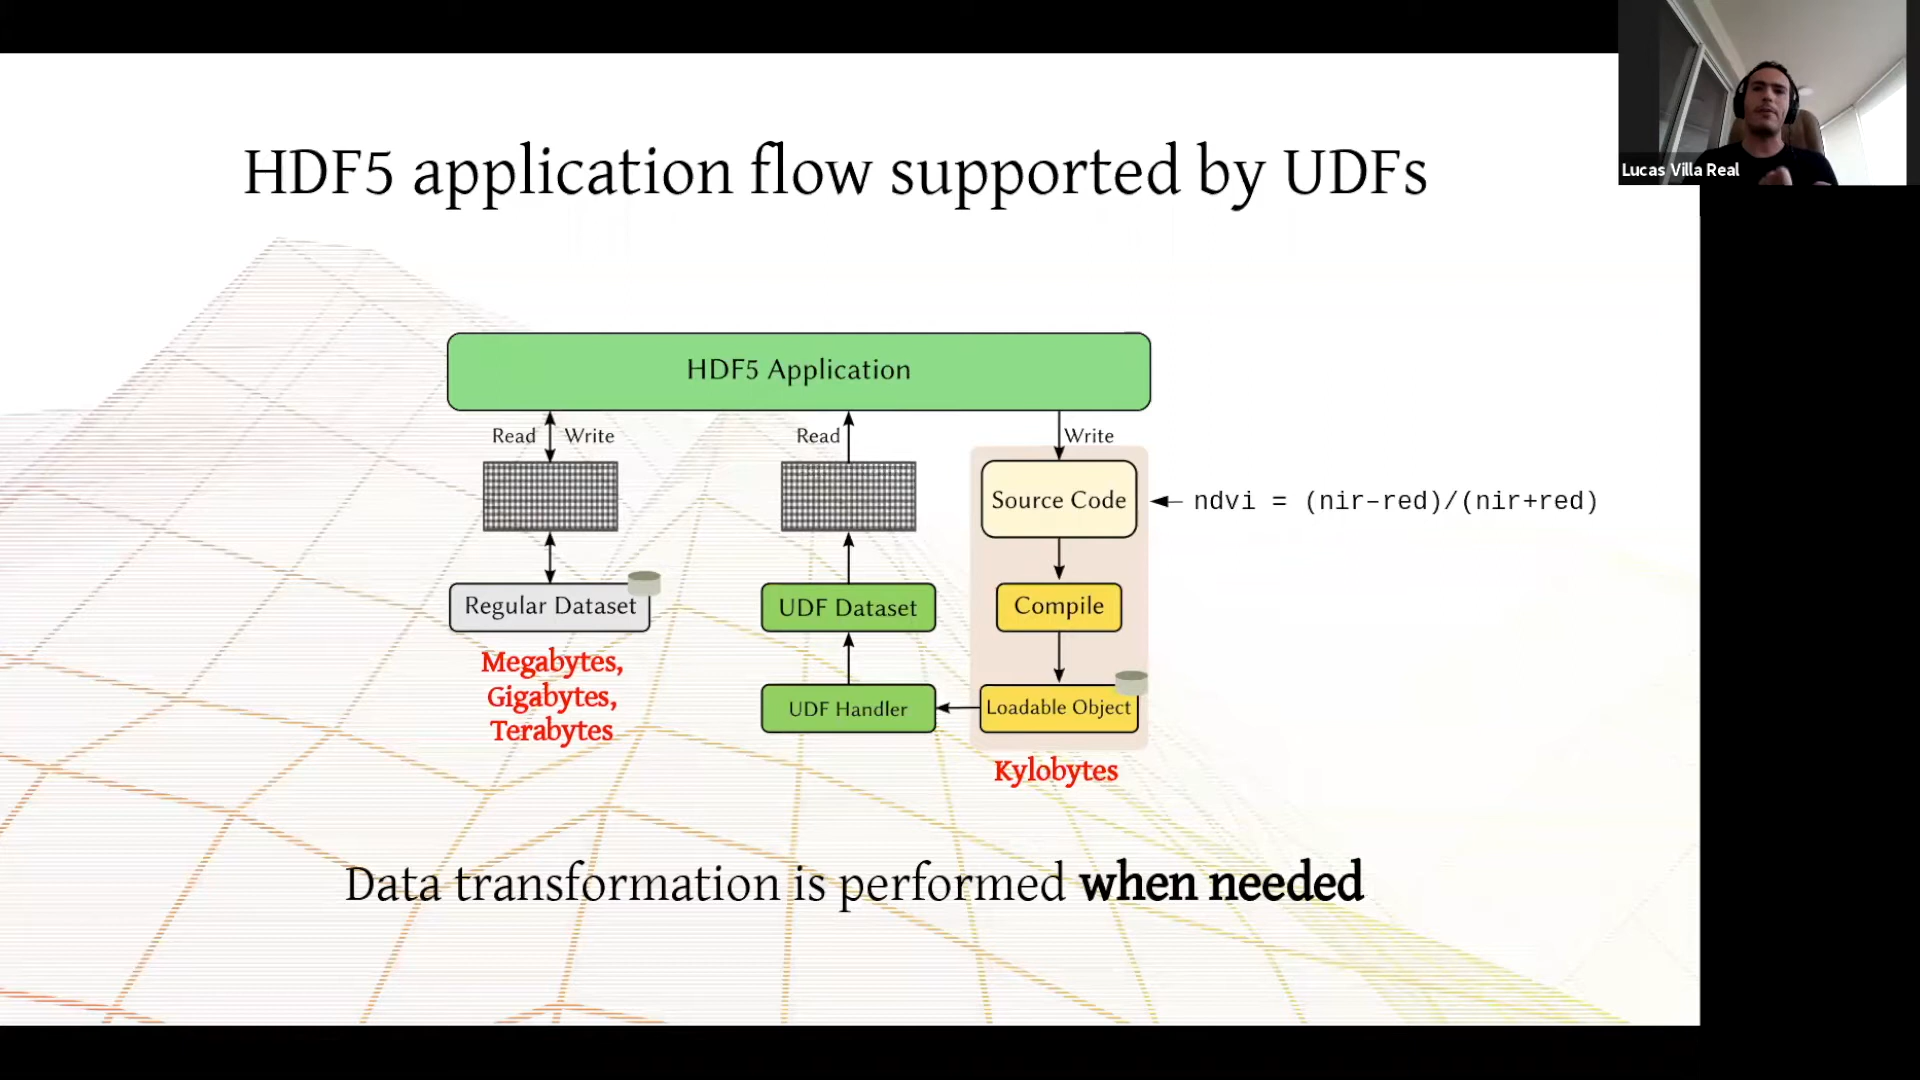 Lucas Villa Real
HDF5 application flow supported by UDFs
HDF5 Application
Read Write
Read
Write
Source Code
ndvi = (nir–red)/(nir+red)
Regular Dataset
UDF Dataset
Compile
Megabytes,
Gigabytes,
Terabytes
UDF Handler
Loadable Object
Kylobytes
Data transformation is performed when needed